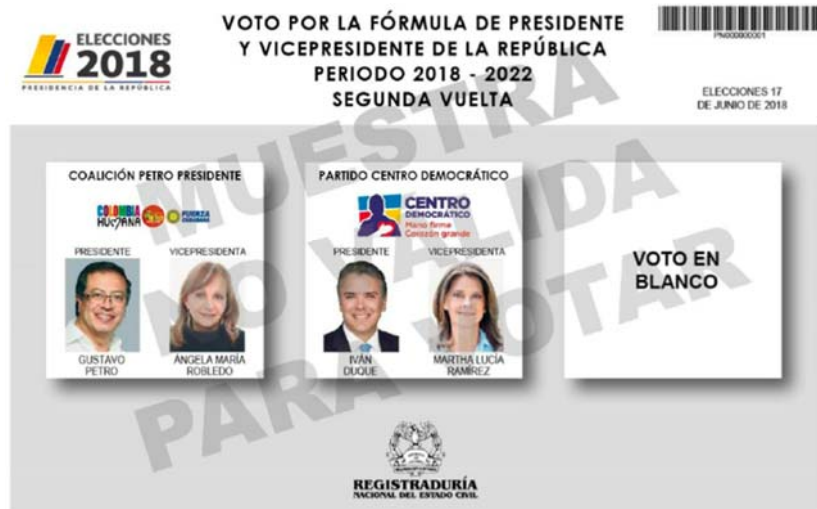 ELECCIONES
2018
PRESIDENCIA DE LA REPÚBLICA
VOTO POR LA FÓRMULA DE PRESIDENTE
Y VICEPRESIDENTE DE LA REPÚBLICA
PERIODO 2018 - 2022
SEGUNDA VUELTA
PN000000001
ELECCIONES 17
DE JUNIO DE 2018
MUESTRA
NO VÁLIDA
PARA VOTAR
COALICIÓN PETRO PRESIDENTE
COLOMBIA
HUMANA
FUERZA
PRESIDENTE
VICEPRESIDENTA
GUSTAVO
PETRO
ÁNGELA MARÍA
ROBLEDO
PARTIDO CENTRO DEMOCRÁTICO
CENTRO
DEMOCRÁTICO
Mano firme
Corazón grande
PRESIDENTE
VICEPRESIDENTA
IVÁN
DUQUE
MARTHA LUCÍA
RAMÍREZ
VOTO EN
BLANCO
REGISTRADURÍA
NACIONAL DEL ESTADO CIVIL